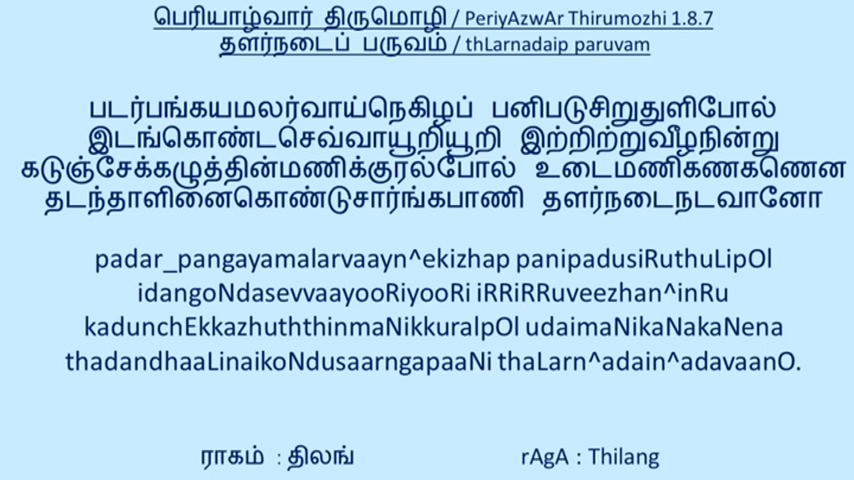 பெரியாழ்வார் திருமொழி / PeriyAzwAr Thirumozhi 1.8.7
தளர்நடைப் பருவம் / thLarnadaip paruvam
படர்பங்கயமலர்வாய்நெகிழப் பனிபடுசிறுதுளிபோல்
இடங்கொண்டசெவ்வாயூறியூறி இற்றிற்றுவீழநின்று
கடுஞ்சேக்கழுத்தின்மணிக்குரல்போல் உடைமணிகணகணென
தடந்தாளினைகொண்டுசார்ங்கபாணி தளர்நடைநடவானோ
padar_pangayamalarvaayn^ekizhap panipadusiRuthuLipOl
idangoNdasevvaayooRiyooRi iRRiRRuveezhan^inRu
kadunchEkkazhuththinmaNikkuralpOl udaimaNikaNakaNena
thadandhaaLinaikoNdusaarngapaaNi thaLarn^adain^adavaanO.
ராகம் : திலங் rAgA : Thilang